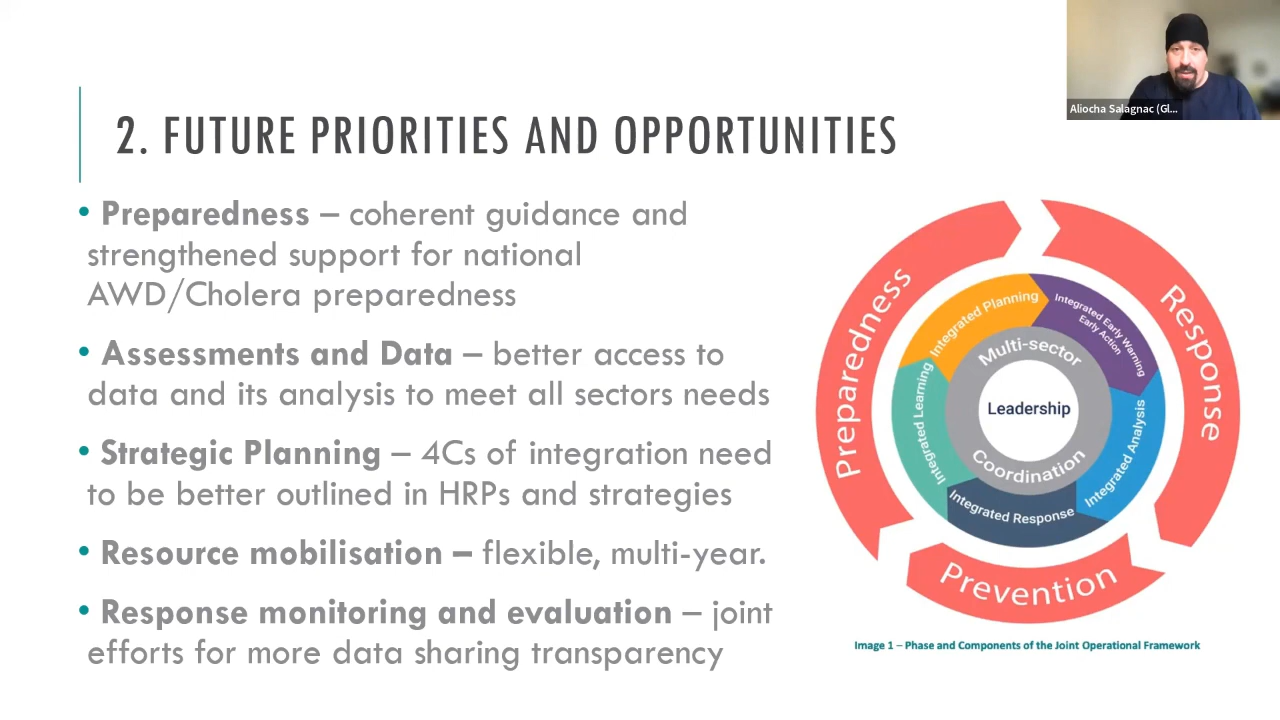 Aliocha Salagnac (Gl...
2. FUTURE PRIORITIES AND OPPORTUNITIES
• Preparedness – coherent guidance and
strengthened support for national
AWD/Cholera preparedness
• Assessments and Data – better access to
data and its analysis to meet all sectors needs
• Strategic Planning – 4Cs of integration need
to be better outlined in HRPs and strategies
• Resource mobilisation – flexible, multi-year.
• Response monitoring and evaluation – joint
efforts for more data sharing transparency
Preparedness
Response
Prevention
Integrated Planning
Integrated Early Warning
Early Action
Integrated Analysis
Integrated Response
Integrated Learning
Multi-sector
Coordination
Leadership
Image 1 – Phase and Components of the Joint Operational Framework